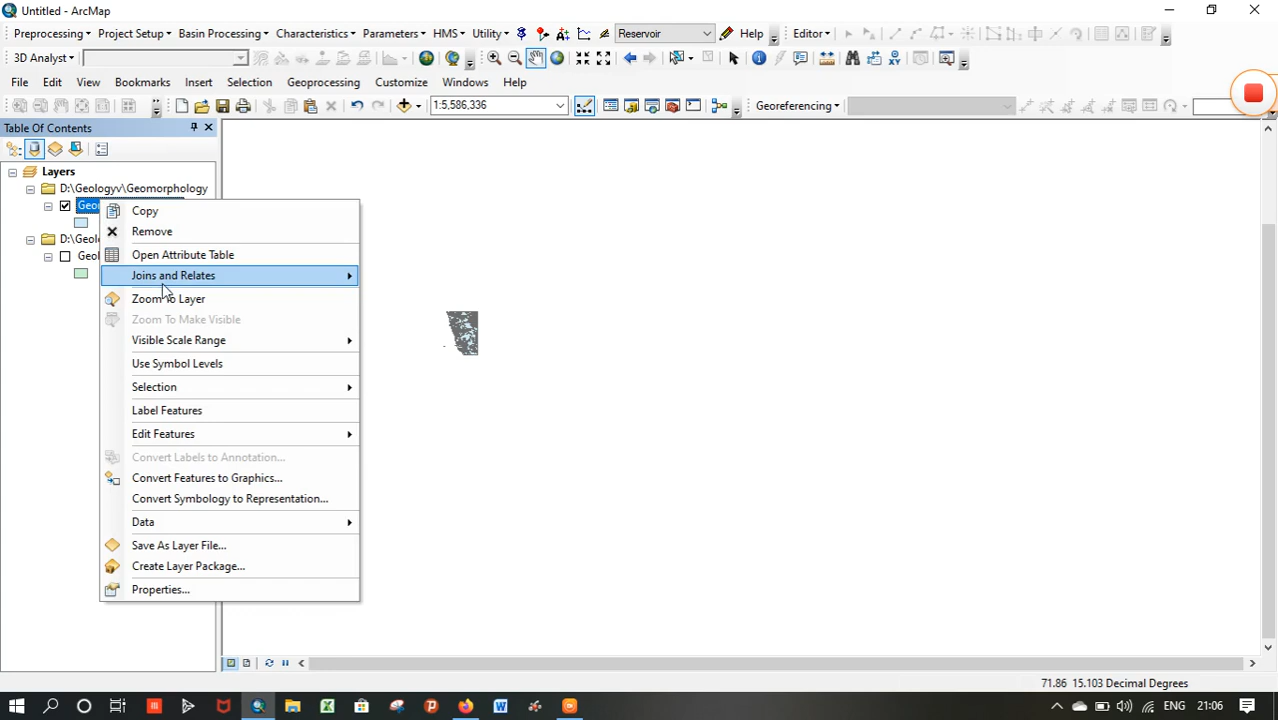 Untitled - ArcMap
Preprocessing Project Setup Basin Processing Characteristics Parameters HMS Utility Reservoir Help Editor
3D Analyst
File Edit View Bookmarks Insert Selection Geoprocessing Customize Windows Help
1:5,586,336 Georeferencing
Table Of Contents
Layers
D:\Geologyv\Geomorphology
Copy
Remove
Open Attribute Table
Joins and Relates
Zoom To Layer
Zoom To Make Visible
Visible Scale Range
Use Symbol Levels
Selection
Label Features
Edit Features
Convert Labels to Annotation...
Convert Features to Graphics...
Convert Symbology to Representation...
Data
Save As Layer File...
Create Layer Package...
Properties...
71.86 15.103 Decimal Degrees
ENG 21:06